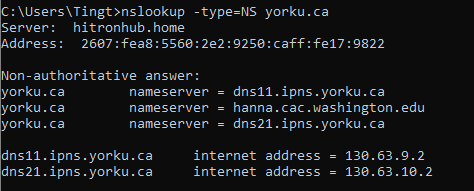 C:\Users\Tingt>nslookup -type=NS yorku.ca
Server:  hitronhub.home
Address:  2607:fea8:5560:2e2:9250:caff:fe17:9822
Non-authoritative answer:
yorku.ca        nameserver = dns11.ipns.yorku.ca
yorku.ca        nameserver = hanna.cac.washington.edu
yorku.ca        nameserver = dns21.ipns.yorku.ca
dns11.ipns.yorku.ca     internet address = 130.63.9.2
dns21.ipns.yorku.ca     internet address = 130.63.10.2